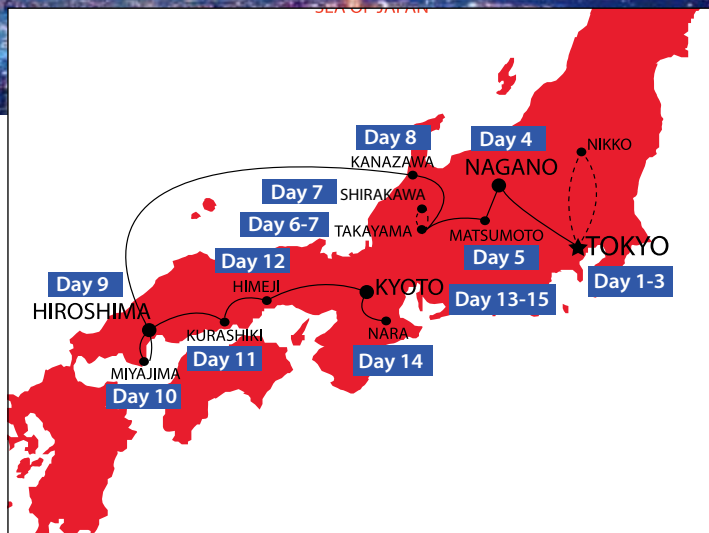 SEA OF JAPAN
Day 8
KANAZAWA
Day 4
NAGANO
NIKKO
Day 7
SHIRAKAWA
Day 6-7
TAKAYAMA
MATSUMOTO
Day 5
TOKYO
Day 1-3
Day 12
HIMEJI
KYOTO
Day 13-15
Day 9
HIROSHIMA
KURASHIKI
Day 11
NARA
Day 14
MIYAJIMA
Day 10